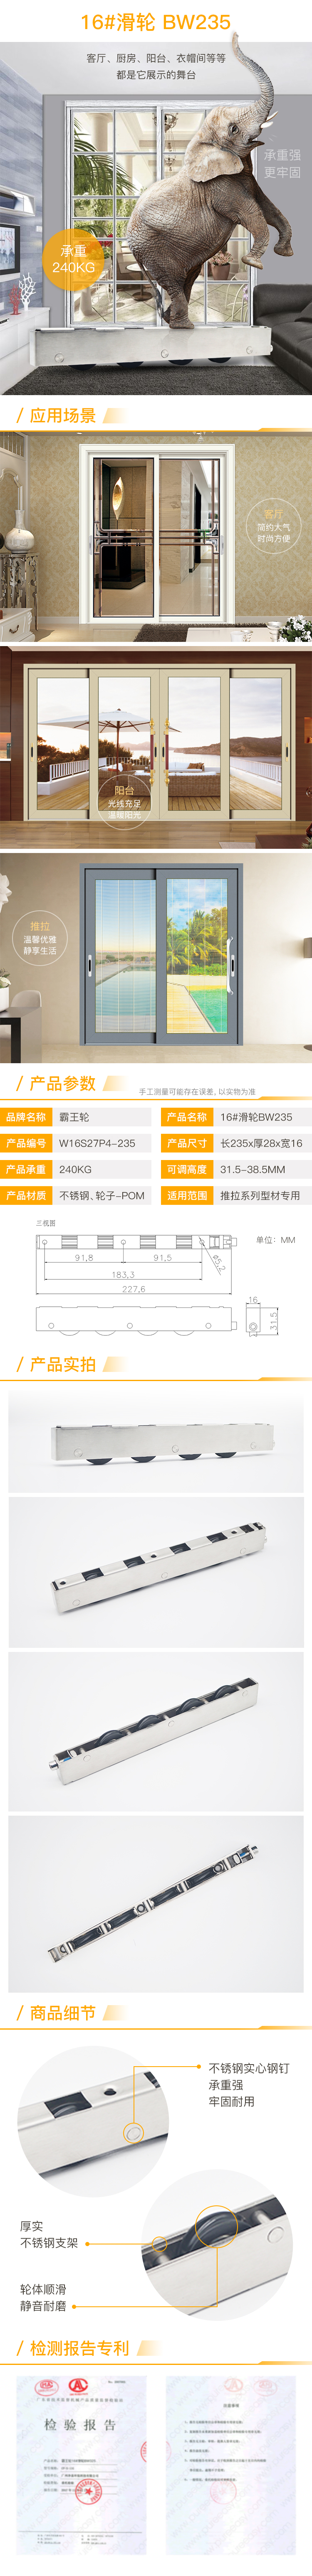 16#滑轮 BW235
客厅、厨房、阳台、衣帽间等等
都是它展示的舞台
承重强
更牢固
承重
240KG
/ 应用场景
客厅
简约大气
时尚方便
阳台
光线充足
温暖阳光
推拉
温馨优雅
静享生活
/ 产品参数
手工测量可能存在误差,以实物为准
品牌名称 霸王轮 产品名称 16#滑轮BW235
产品编号 W16S27P4-235 产品尺寸 长235x厚28x宽16
产品承重 240KG 可调高度 31.5-38.5MM
产品材质 不锈钢、轮子-POM 适用范围 推拉系列型材专用
三视图
单位: MM
91,8 91,5 ø5,2
183,3
227,6
16
31,5
/ 产品实拍
/ 商品细节
不锈钢实心钢钉
承重强
牢固耐用
厚实
不锈钢支架
轮体顺滑
静音耐磨
/ 检测报告专利
检验报告
注意事项